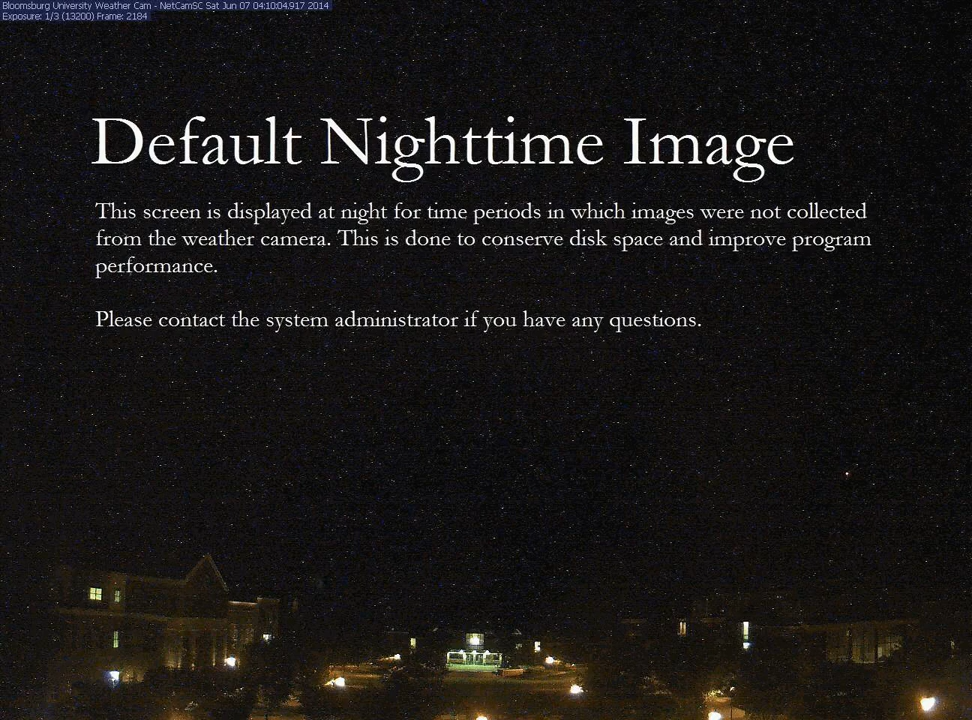 Bloomsburg University Weather Cam - NetCamSC Sat Jun 07 04:10:04.917 2014
Exposure: 1/3 (13200) Frame: 2184
Default Nighttime Image
This screen is displayed at night for time periods in which images were not collected
from the weather camera. This is done to conserve disk space and improve program
performance.
Please contact the system administrator if you have any questions.